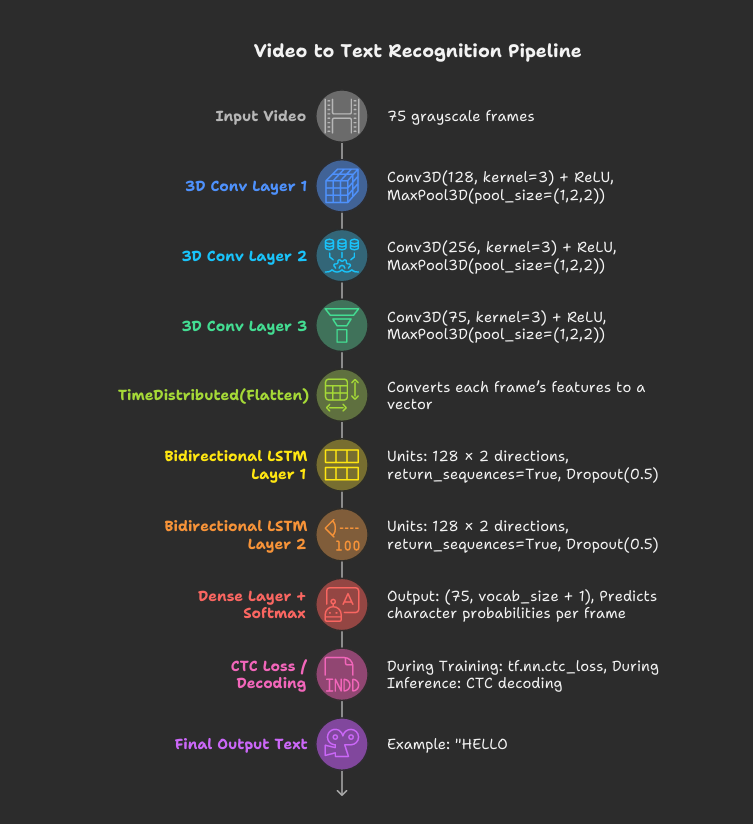 Video to Text Recognition Pipeline
Input Video
75 grayscale frames
3D Conv Layer 1
Conv3D(128, kernel=3) + ReLU,
MaxPool3D(pool_size=(1,2,2))
3D Conv Layer 2
Conv3D(256, kernel=3) + ReLU,
MaxPool3D(pool_size=(1,2,2))
3D Conv Layer 3
Conv3D(75, kernel=3) + ReLU,
MaxPool3D(pool_size=(1,2,2))
TimeDistributed(Flatten)
Converts each frame's features to a
vector
Bidirectional LSTM
Layer 1
Units: 128 × 2 directions,
return_sequences=True, Dropout(0.5)
Bidirectional LSTM
Layer 2
100
Units: 128 × 2 directions,
return_sequences=True, Dropout(0.5)
Dense Layer +
Softmax
A
Output: (75, vocab_size + 1), Predicts
character probabilities per frame
CTC Loss /
Decoding
INDD
During Training: tf.nn.ctc_loss, During
Inference: CTC decoding
Final Output Text
Example: "HELLO